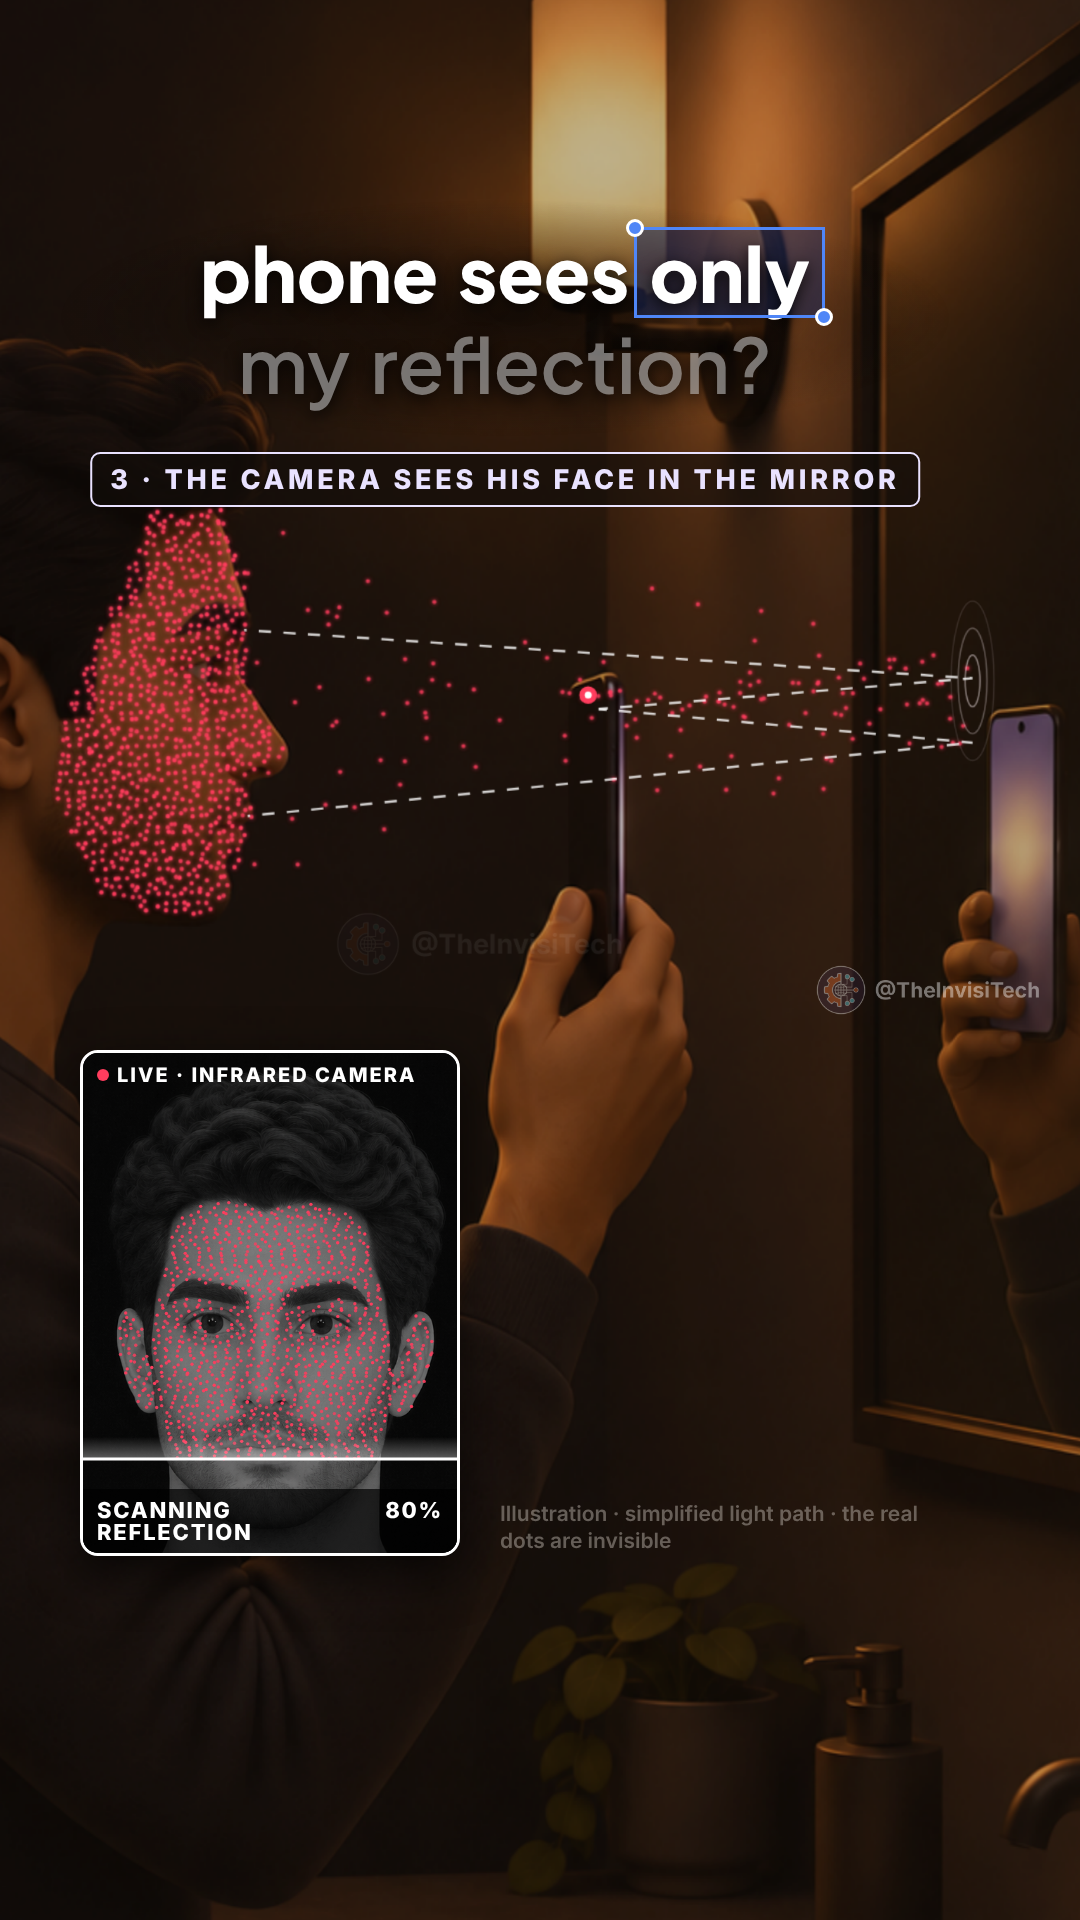 phone sees only
my reflection?
3 · THE CAMERA SEES HIS FACE IN THE MIRROR
@TheInvisiTech
@TheInvisiTech
LIVE · INFRARED CAMERA
SCANNING
REFLECTION
80%
Illustration · simplified light path · the real
dots are invisible